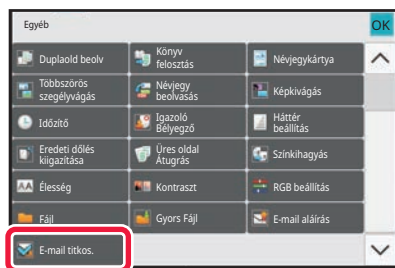 Egyéb
OK
Duplaold beolv
Könyv
felosztás
Névjegykártya
Többszörös
szegélyvágás
Névjegy
beolvasás
Képkivágás
Időzítő
Igazoló
Bélyegző
Háttér
beállítás
Eredeti dőlés
kiigazítása
Üres oldal
Átugrás
Színkihagyás
AA
Élesség
Kontraszt
RGB beállítás
Fájl
Gyors Fájl
E-mail aláírás
E-mail titkos.